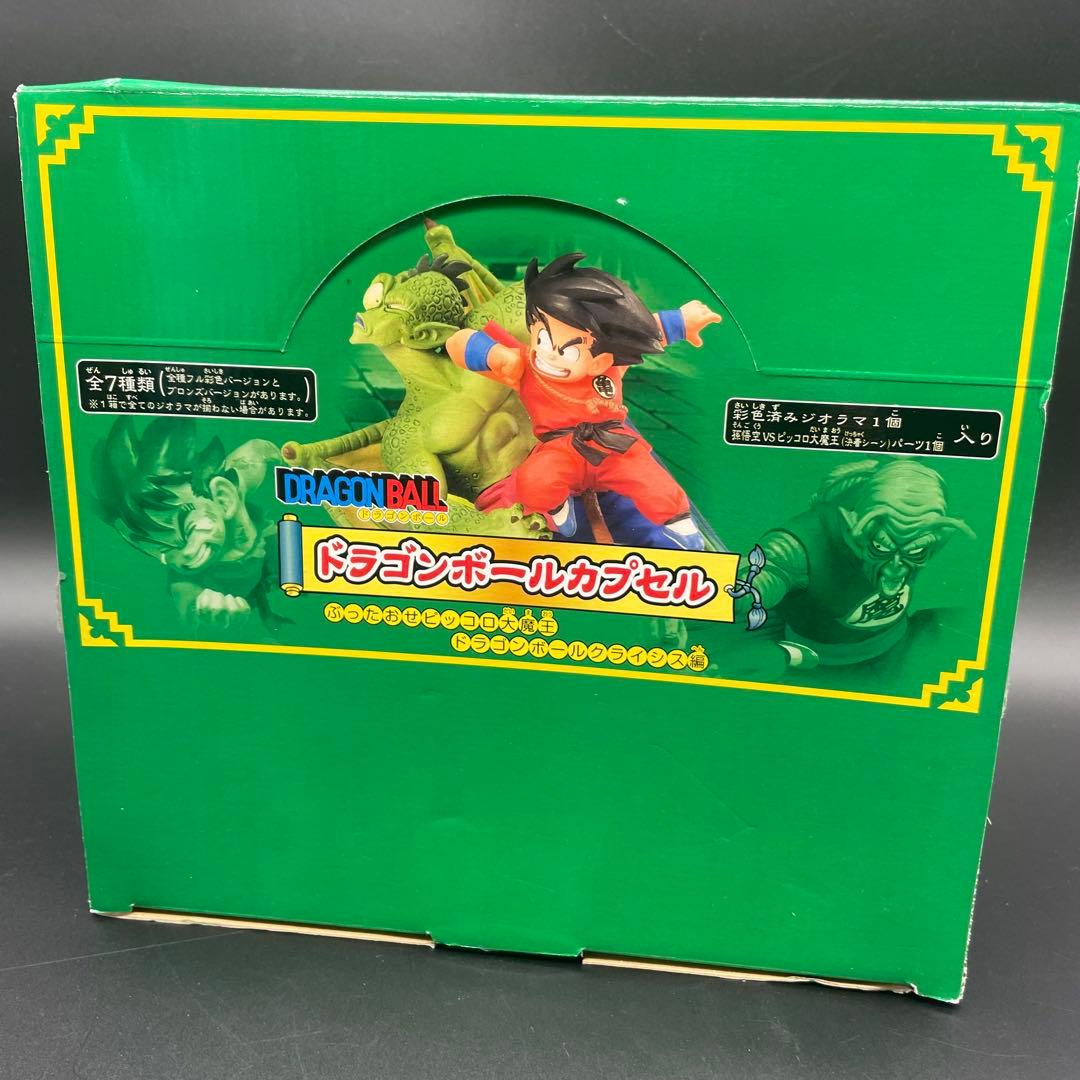 全7種類(全種フル彩色バージョンと
ブロンズバージョンがあります。)
※1箱で全てのジオラマが揃わない場合があります。
彩色済みジオラマ1個
孫悟空VSピッコロ大魔王(決着シーン)パーツ1個
入り
亀
DRAGON BALL
ドラゴンボール
ドラゴンボールカプセル
魔
ぶったおせピッコロ大魔王
ドラゴンボールクライシス編